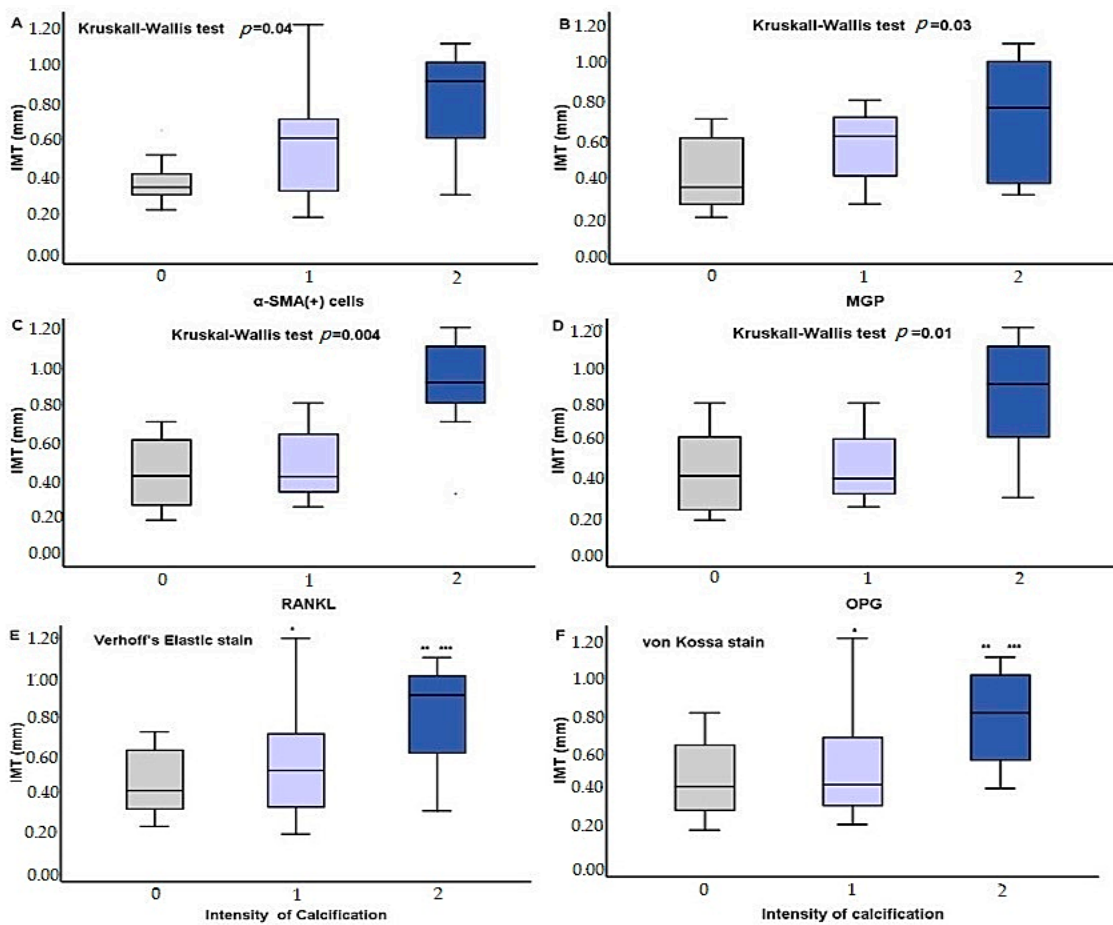 A
Kruskall-Wallis test p=0.04
IMT (mm)
1.20
1.00
0.80
0.60
0.40
0.20
0.00
0 1 2
α-SMA(+) cells
B
Kruskall-Wallis test p=0.03
IMT (mm)
1.20
1.00
0.80
0.60
0.40
0.20
0.00
0 1 2
MGP
C
Kruskal-Wallis test p=0.004
IMT (mm)
1.20
1.00
0.80
0.60
0.40
0.20
0.00
0 1 2
RANKL
D
Kruskall-Wallis test p=0.01
IMT (mm)
1.20
1.00
0.80
0.60
0.40
0.20
0.00
0 1 2
OPG
E
Verhoff's Elastic stain
* ** ***
IMT (mm)
1.20
1.00
0.80
0.60
0.40
0.20
0.00
0 1 2
Intensity of Calcification
F
von Kossa stain
* ** ***
IMT (mm)
1.20
1.00
0.80
0.60
0.40
0.20
0.00
0 1 2
Intensity of calcification